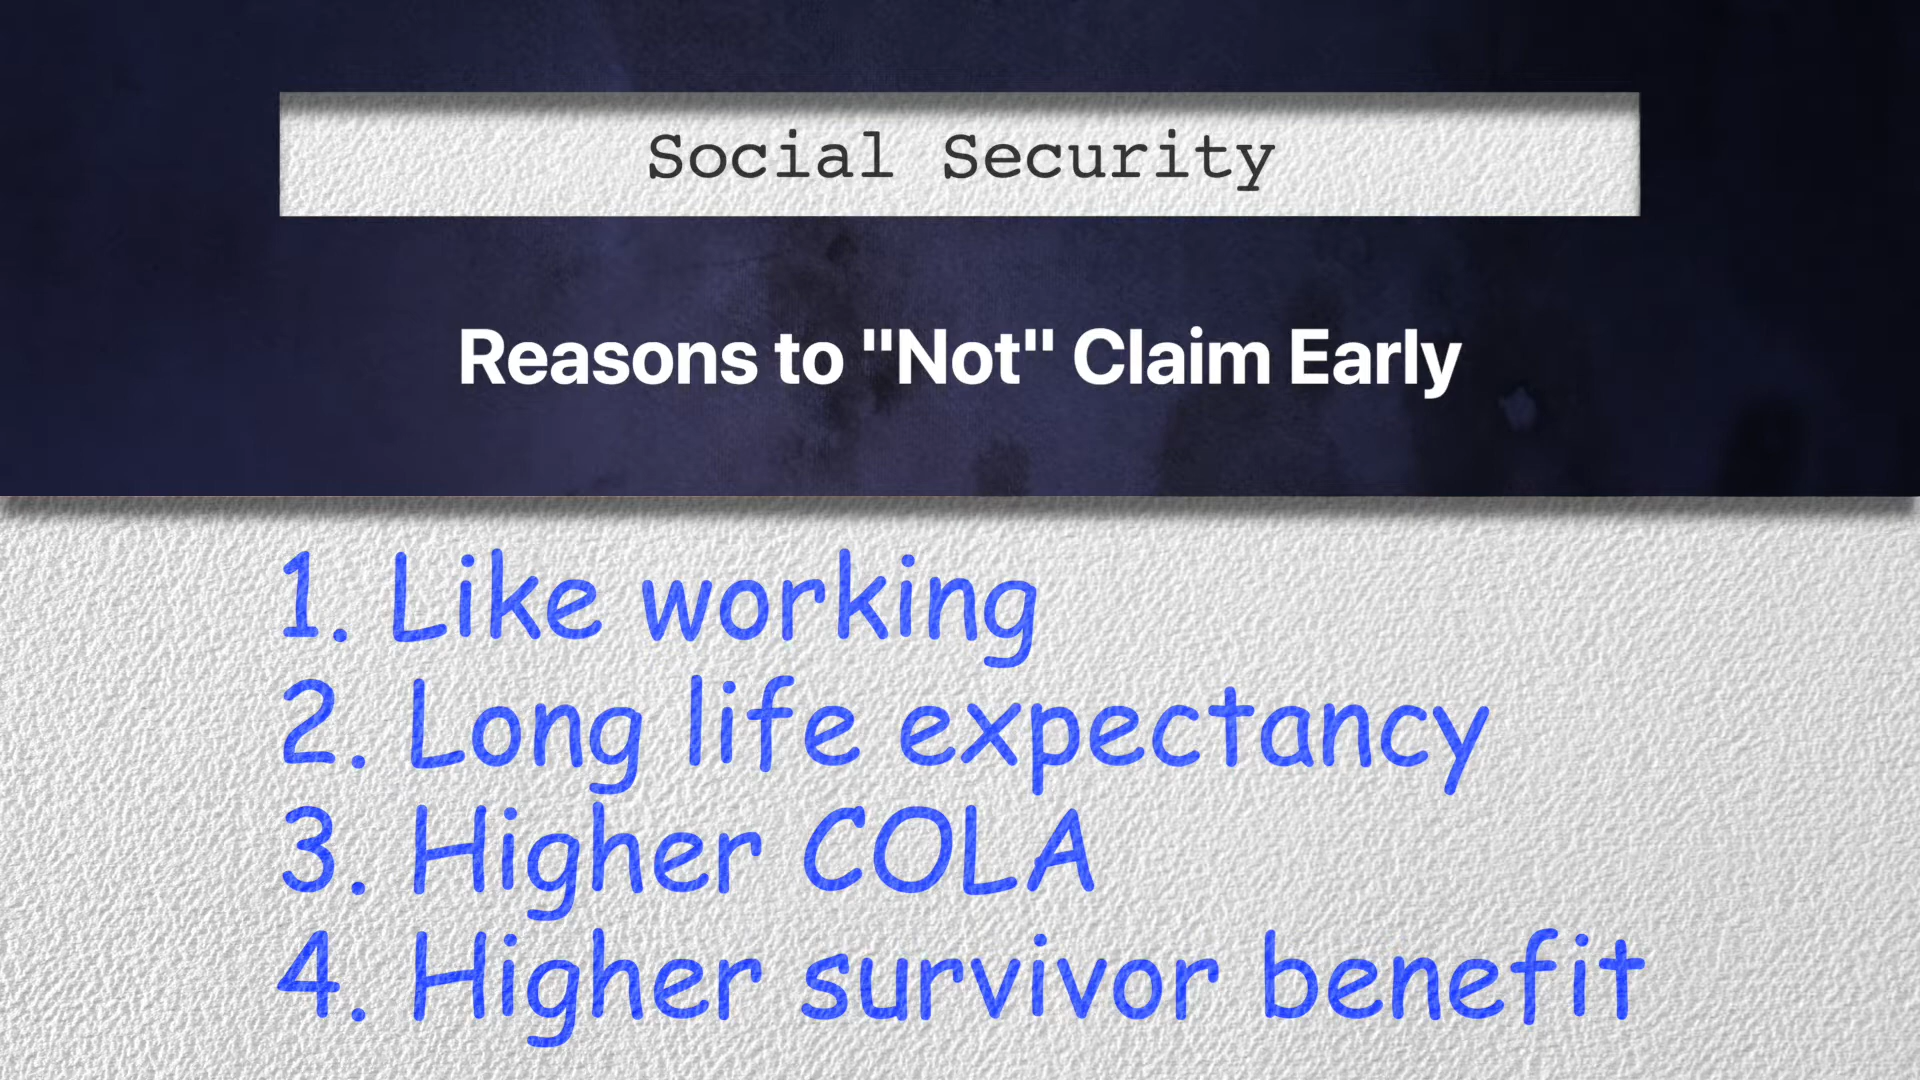 Social Security
Reasons to "Not" Claim Early
1. Like working
2. Long life expectancy
3. Higher COLA
4. Higher survivor benefit